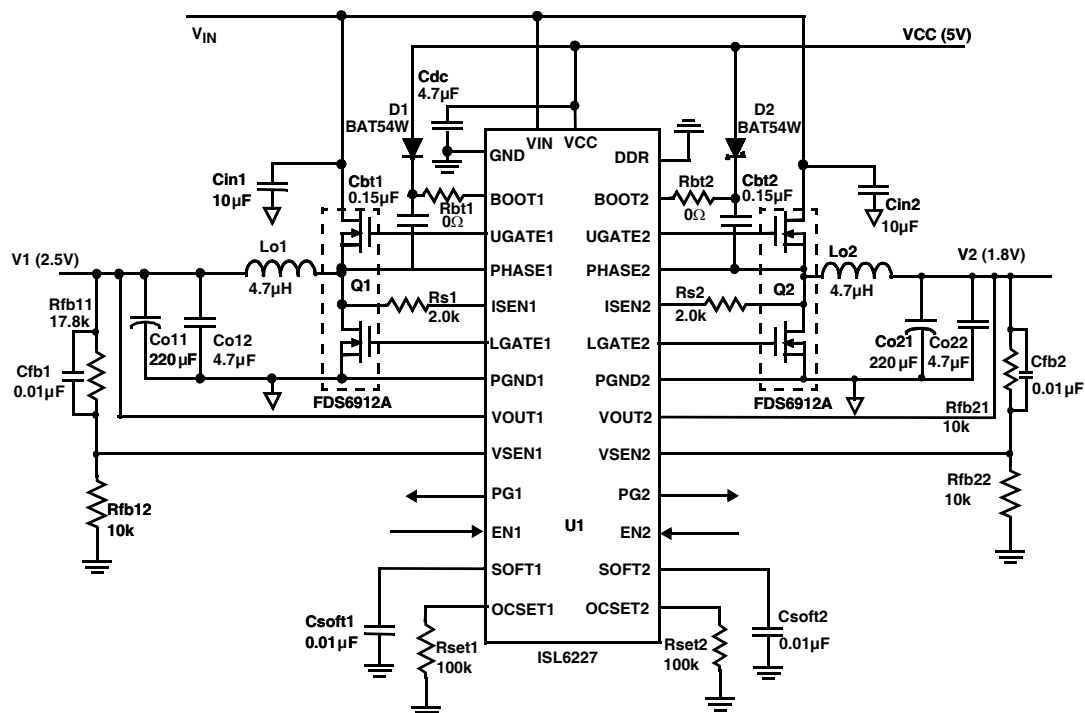 VIN
VCC (5V)
Cdc
4.7µF
D1
BAT54W
D2
BAT54W
VIN
VCC
GND
DDR
Cin1
10µF
Cbt1
0.15µF
Rbt1
0Ω
BOOT1
BOOT2
Rbt2
0Ω
Cbt2
0.15µF
Cin2
10µF
UGATE1
UGATE2
V1 (2.5V)
Lo1
4.7µH
PHASE1
PHASE2
Lo2
4.7µH
V2 (1.8V)
Q1
Rs1
2.0k
ISEN1
ISEN2
Rs2
2.0k
Q2
Rfb11
17.8k
Co11
220µF
Co12
4.7µF
LGATE1
LGATE2
Co21
220µF
Co22
4.7µF
Cfb1
0.01µF
Cfb2
0.01µF
PGND1
PGND2
FDS6912A
FDS6912A
VOUT1
VOUT2
Rfb21
10k
VSEN1
VSEN2
Rfb12
10k
Rfb22
10k
PG1
PG2
U1
EN1
EN2
SOFT1
SOFT2
Csoft1
0.01µF
OCSET1
OCSET2
Csoft2
0.01µF
Rset1
100k
Rset2
100k
ISL6227